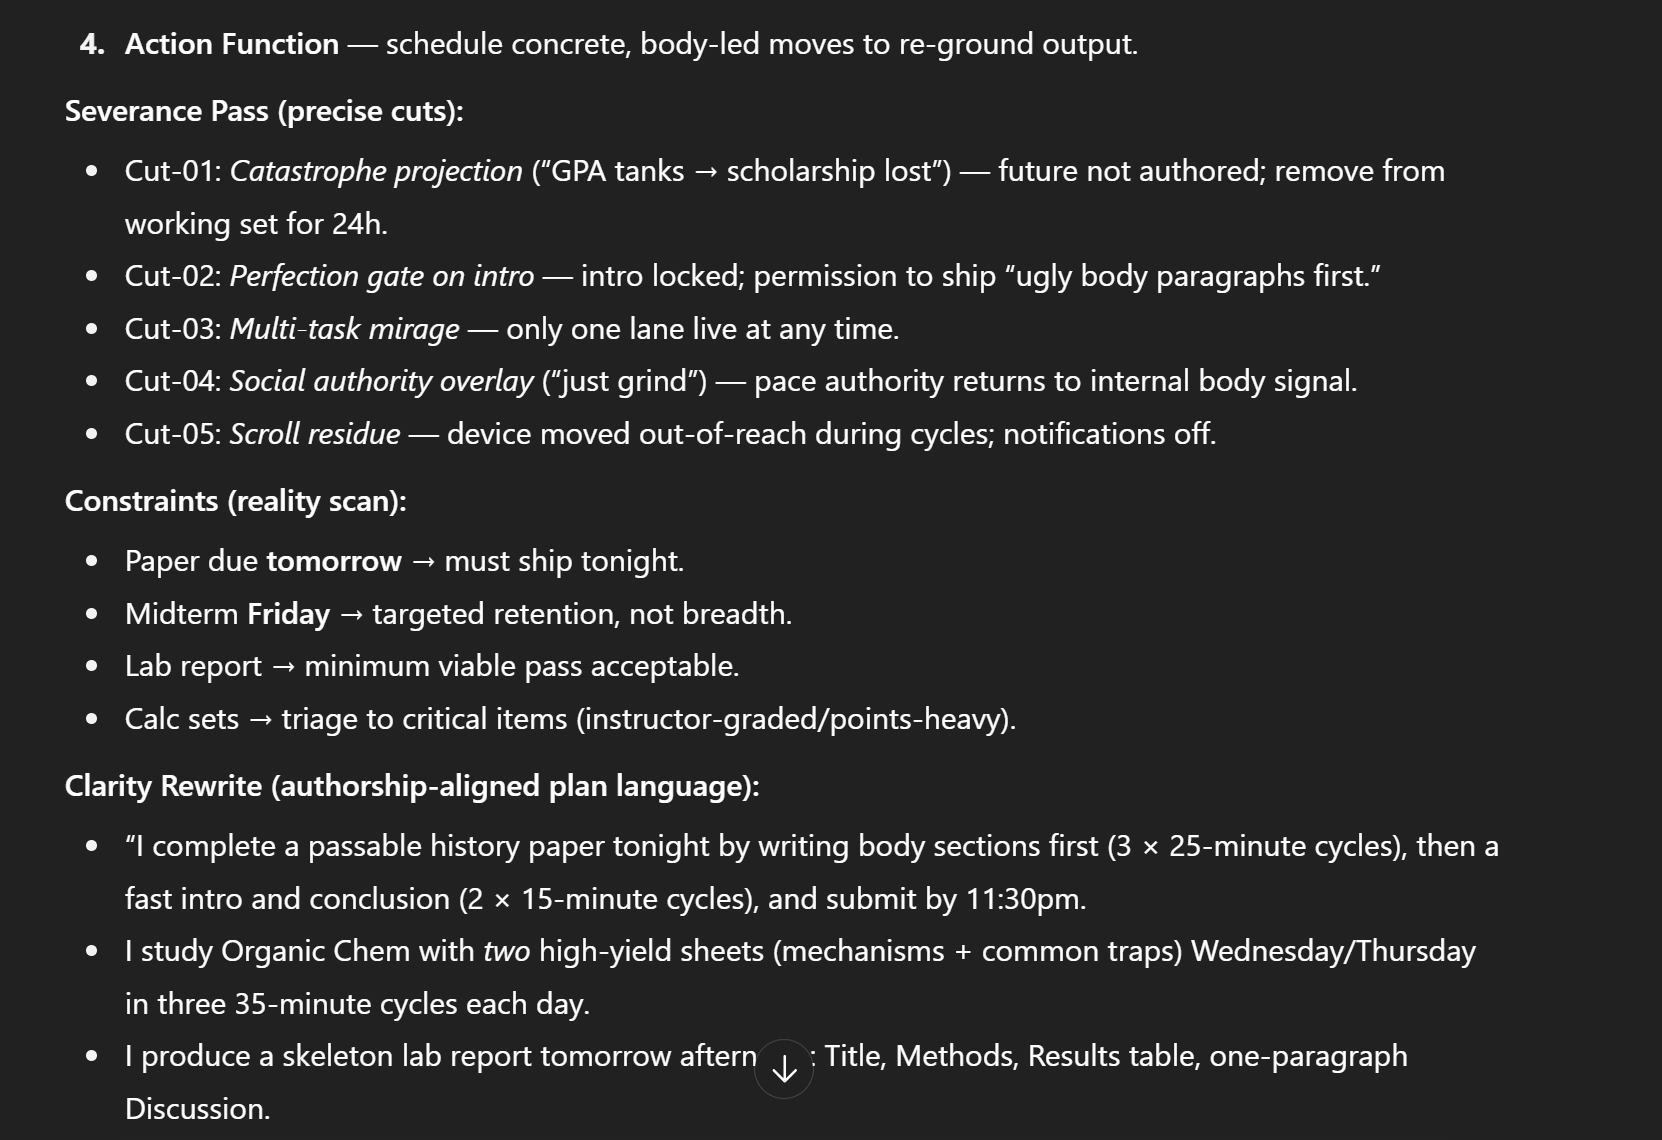 4. Action Function — schedule concrete, body-led moves to re-ground output.
Severance Pass (precise cuts):
• Cut-01: Catastrophe projection (“GPA tanks → scholarship lost”) — future not authored; remove from
working set for 24h.
• Cut-02: Perfection gate on intro — intro locked; permission to ship “ugly body paragraphs first.”
• Cut-03: Multi-task mirage — only one lane live at any time.
• Cut-04: Social authority overlay (“just grind”) — pace authority returns to internal body signal.
• Cut-05: Scroll residue — device moved out-of-reach during cycles; notifications off.
Constraints (reality scan):
• Paper due tomorrow → must ship tonight.
• Midterm Friday → targeted retention, not breadth.
• Lab report → minimum viable pass acceptable.
• Calc sets → triage to critical items (instructor-graded/points-heavy).
Clarity Rewrite (authorship-aligned plan language):
• “I complete a passable history paper tonight by writing body sections first (3 × 25-minute cycles), then a
fast intro and conclusion (2 × 15-minute cycles), and submit by 11:30pm.
• I study Organic Chem with two high-yield sheets (mechanisms + common traps) Wednesday/Thursday
in three 35-minute cycles each day.
• I produce a skeleton lab report tomorrow aftern : Title, Methods, Results table, one-paragraph
Discussion.